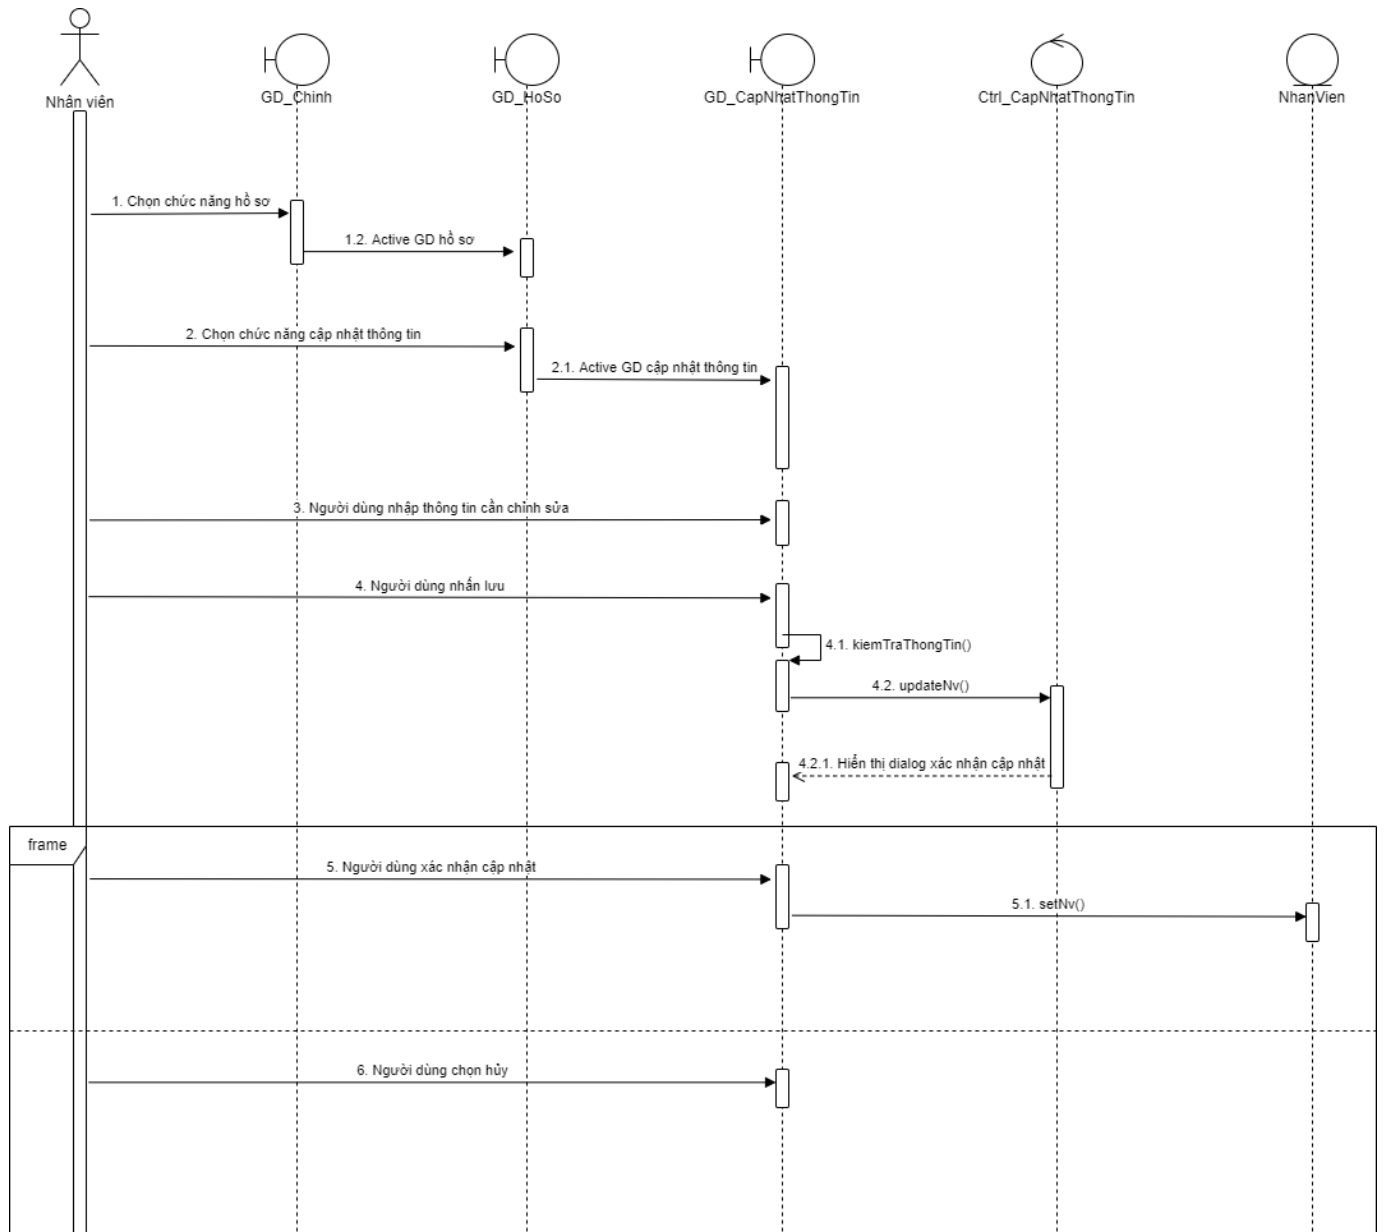 Nhân viên
GD_Chinh
GD_HoSo
GD_CapNhatThongTin
Ctrl_CapNhatThongTin
NhanVien
1. Chọn chức năng hồ sơ
1.2. Active GD hồ sơ
2. Chọn chức năng cập nhật thông tin
2.1. Active GD cập nhật thông tin
3. Người dùng nhập thông tin cần chỉnh sửa
4. Người dùng nhấn lưu
4.1. kiemTraThongTin()
4.2. updateNv()
4.2.1. Hiển thị dialog xác nhận cập nhật
frame
5. Người dùng xác nhận cập nhật
5.1. setNv()
6. Người dùng chọn hủy